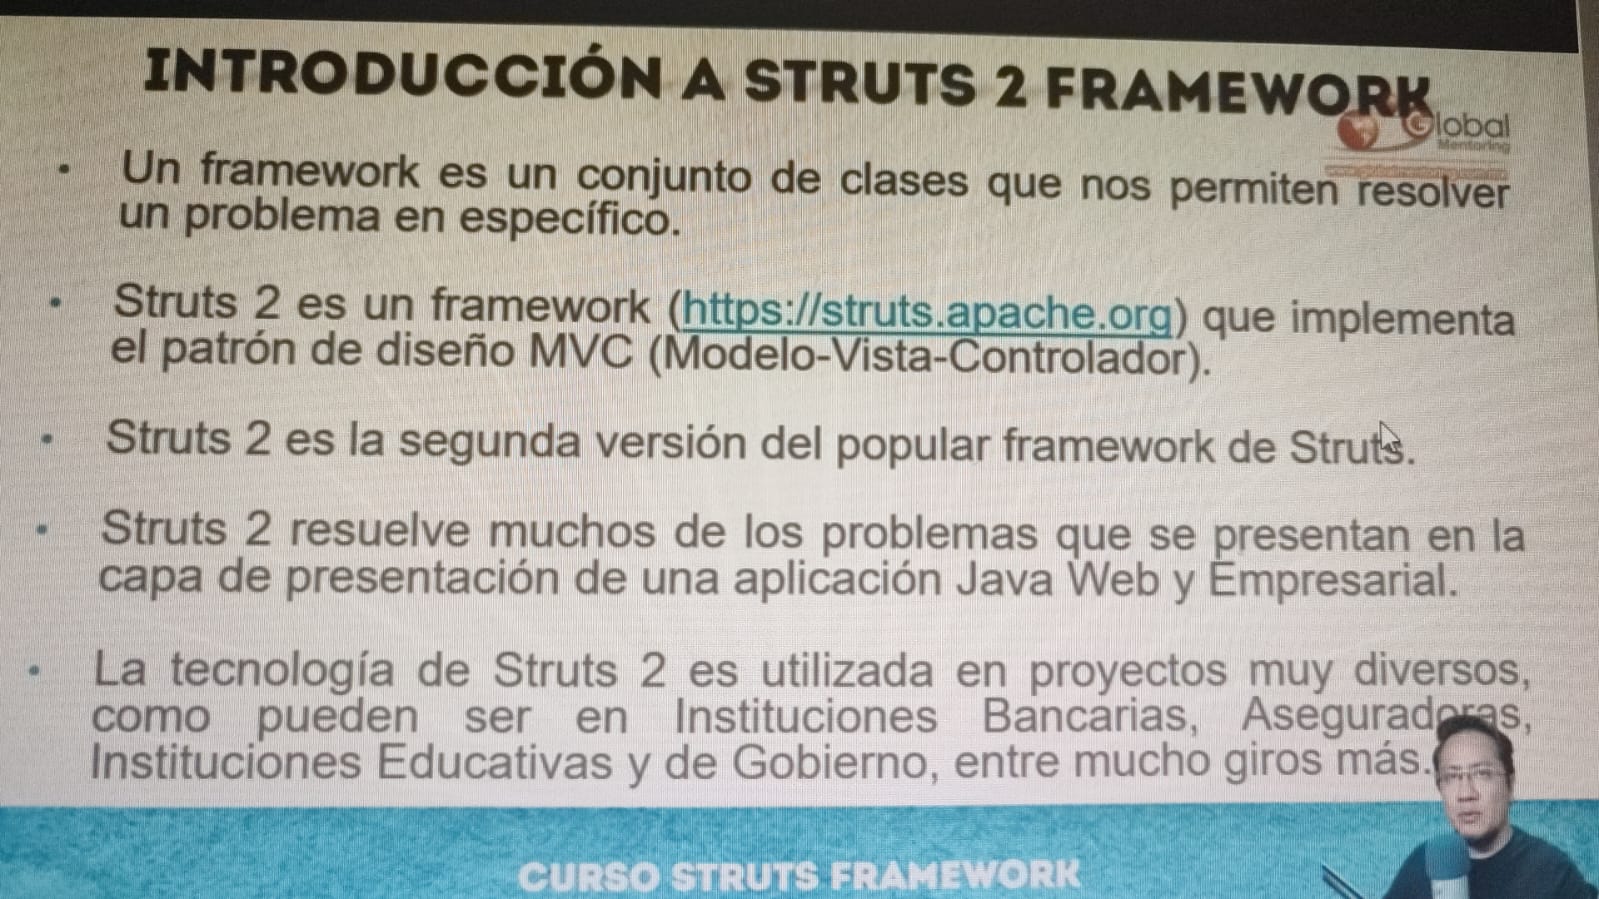 INTRODUCCIÓN A STRUTS 2 FRAMEWORK
Global
Mentoring
• Un framework es un conjunto de clases que nos permiten resolver
un problema en específico.
• Struts 2 es un framework (https://struts.apache.org) que implementa
el patrón de diseño MVC (Modelo-Vista-Controlador).
• Struts 2 es la segunda versión del popular framework de Struts.
• Struts 2 resuelve muchos de los problemas que se presentan en la
capa de presentación de una aplicación Java Web y Empresarial.
• La tecnología de Struts 2 es utilizada en proyectos muy diversos,
como pueden ser en Instituciones Bancarias, Aseguradoras,
Instituciones Educativas y de Gobierno, entre mucho giros más.
CURSO STRUTS FRAMEWORK